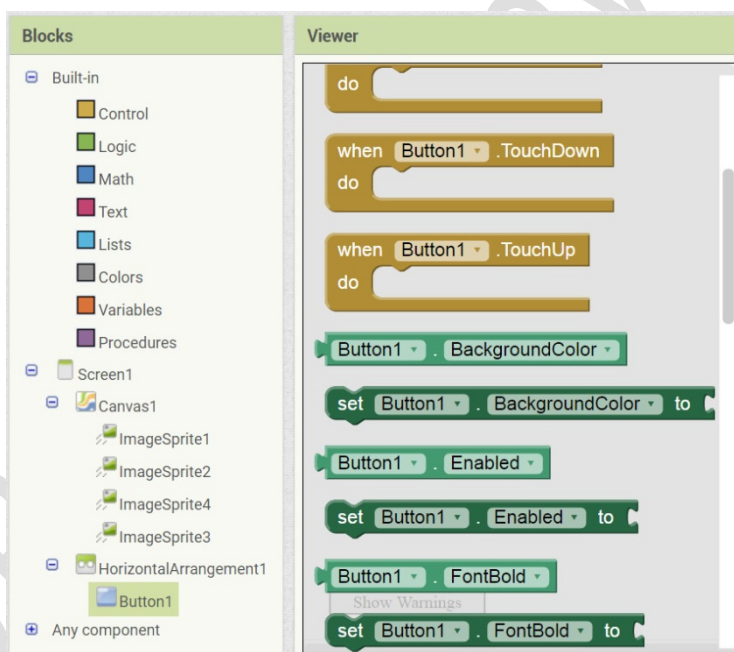 Blocks
Viewer
Built-in
Control
Logic
Math
Text
Lists
Colors
Variables
Procedures
Screen1
Canvas1
ImageSprite1
ImageSprite2
ImageSprite4
ImageSprite3
HorizontalArrangement1
Button1
Any component
do
when Button1 .TouchDown
do
when Button1 .TouchUp
do
Button1 . BackgroundColor
set Button1 . BackgroundColor to
Button1 . Enabled
set Button1 . Enabled to
Button1 . FontBold
Show Warnings
set Button1 . FontBold to